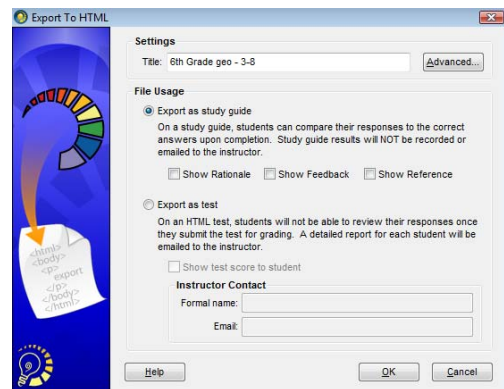 Export To HTML
Settings
Title: 6th Grade geo - 3-8 Advanced...
File Usage
Export as study guide
On a study guide, students can compare their responses to the correct
answers upon completion. Study guide results will NOT be recorded or
emailed to the instructor.
Show Rationale Show Feedback Show Reference
Export as test
On an HTML test, students will not be able to review their responses once
they submit the test for grading. A detailed report for each student will be
emailed to the instructor.
Show test score to student
Instructor Contact
Formal name:
Email:
<html>
<body>
<p>
export
</p>
</body>
</html>
Help OK Cancel